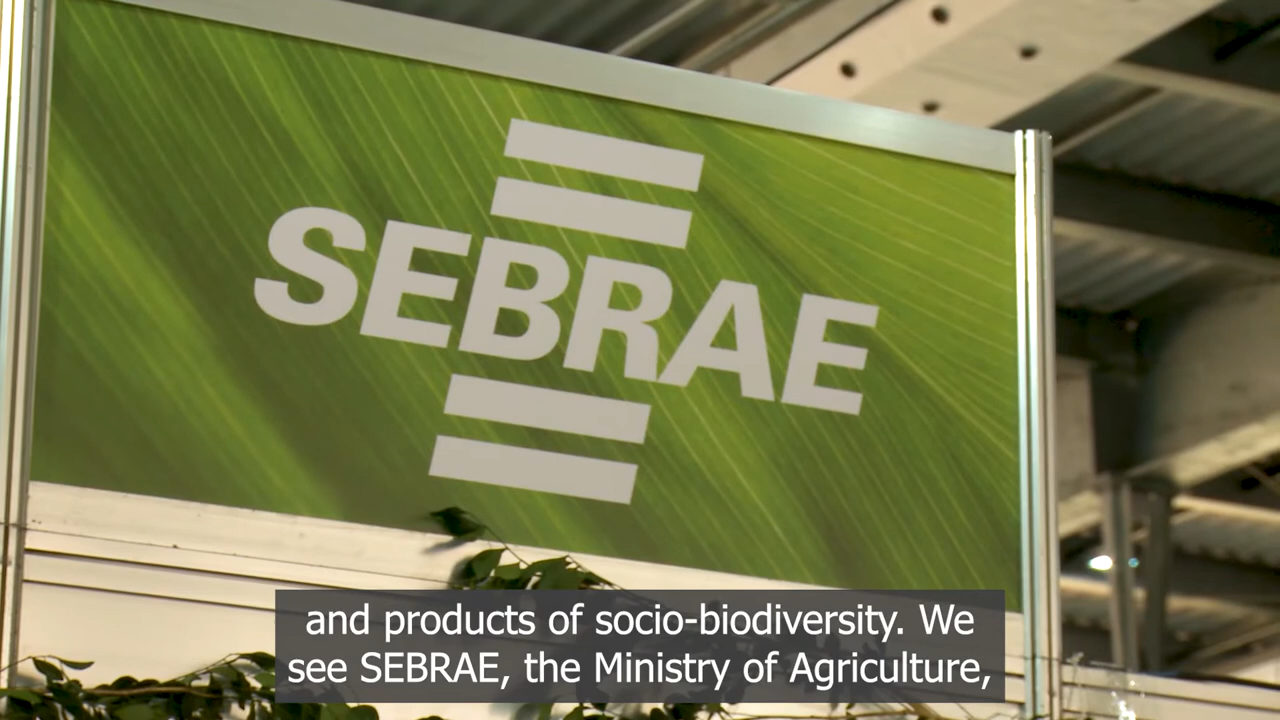 SEBRAE
and products of socio-biodiversity. We
see SEBRAE, the Ministry of Agriculture,